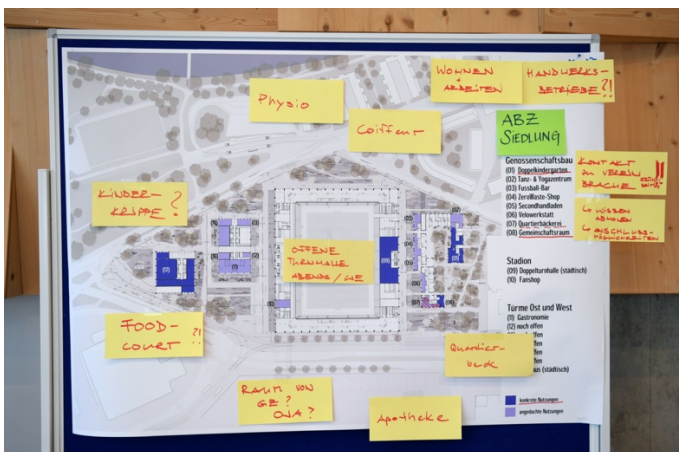 Physio
Coiffeur
WOHNEN
+
ARBEITEN
HANDWERKS-
BETRIEBE?!
ABZ
SIEDLUNG
KONTAKT
ZU VEREIN
BRACHE
↳ WISSEN
ABHOLEN
↳ ANSCHLUSS-
MÖGLICHKEITEN
KINDER-
KRIPPE ?
OFFENE
TURNHALLE
ABENDS / WE
FOOD-
COURT ?!
RAUM VON
GZ?
OJA?
Apotheke
Quartier-
Genossenschaftsbau
(01) Doppelkindergarten
(02) Tanz- & Yogazentrum
(03) Fussball-Bar
(04) ZeroWaste-Shop
(05) Secondhandladen
(06) Velowerkstatt
(07) Quartierbäckerei
(08) Gemeinschaftsraum
Stadion
(09) Doppelturnhalle (städtisch)
(10) Fanshop
Türme Ost und West
(11) Gastronomie
(12) noch offen
(städtisch)
konkrete Nutzungen
angedachte Nutzungen